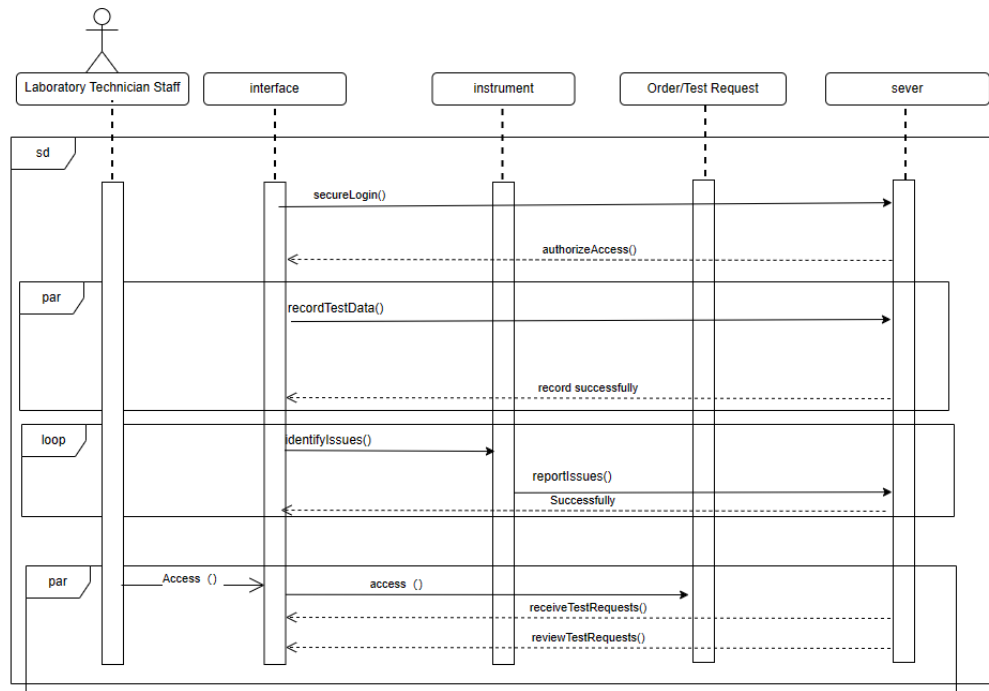 Laboratory Technician Staff
interface
instrument
Order/Test Request
sever
sd
secureLogin()
authorizeAccess()
par
recordTestData()
record successfully
loop
identifyIssues()
reportIssues()
Successfully
par
Access ()
access ()
receiveTestRequests()
reviewTestRequests()